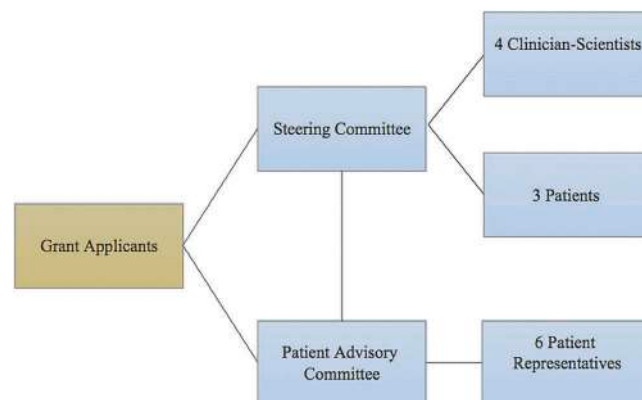 4 Clinician-Scientists
Steering Committee
3 Patients
Grant Applicants
Patient Advisory
Committee
6 Patient
Representatives